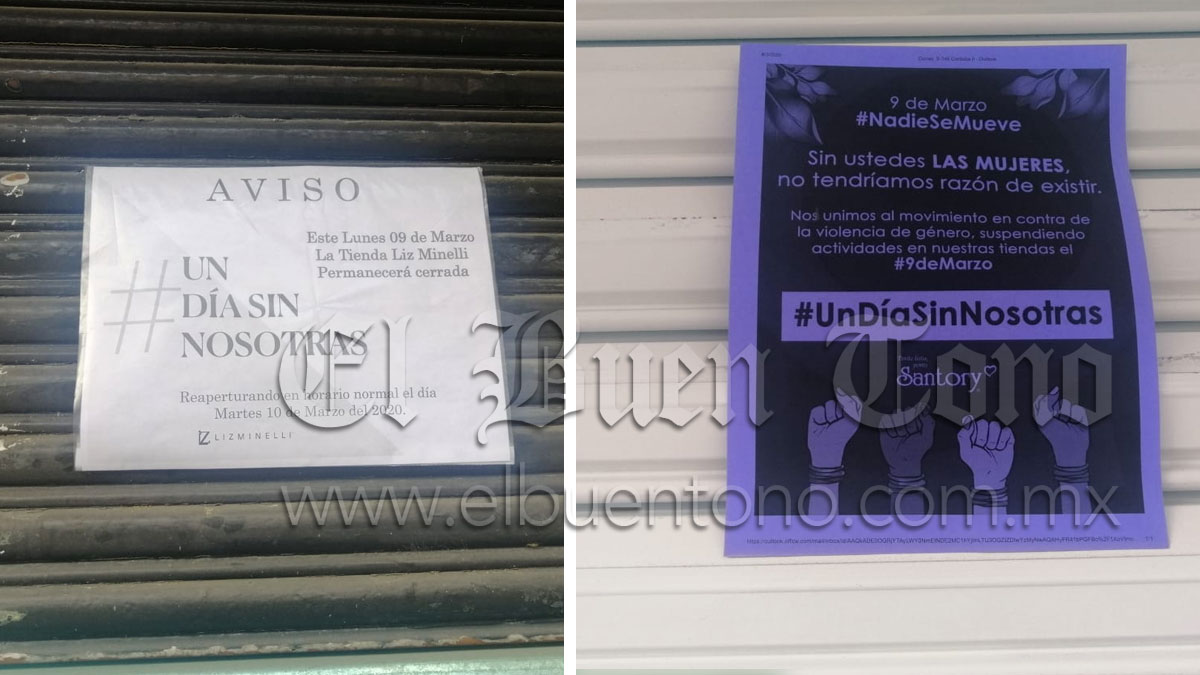 AVISO
Este Lunes 09 de Marzo
La Tienda Liz Minelli
Permanecerá cerrada
#UN
DÍA SIN
NOSOTRAS
Reaperturando en horario normal el día
Martes 10 de Marzo del 2020.
LZ LIZMINELLI
9 de Marzo
#NadieSeMueve
Sin ustedes LAS MUJERES,
no tendríamos razón de existir.
Nos unimos al movimiento en contra de
la violencia de género, suspendiendo
actividades en nuestras tiendas el
#9deMarzo
#UnDíaSinNosotras
Santory
El Buen Tono
www.elbuentono.com.mx